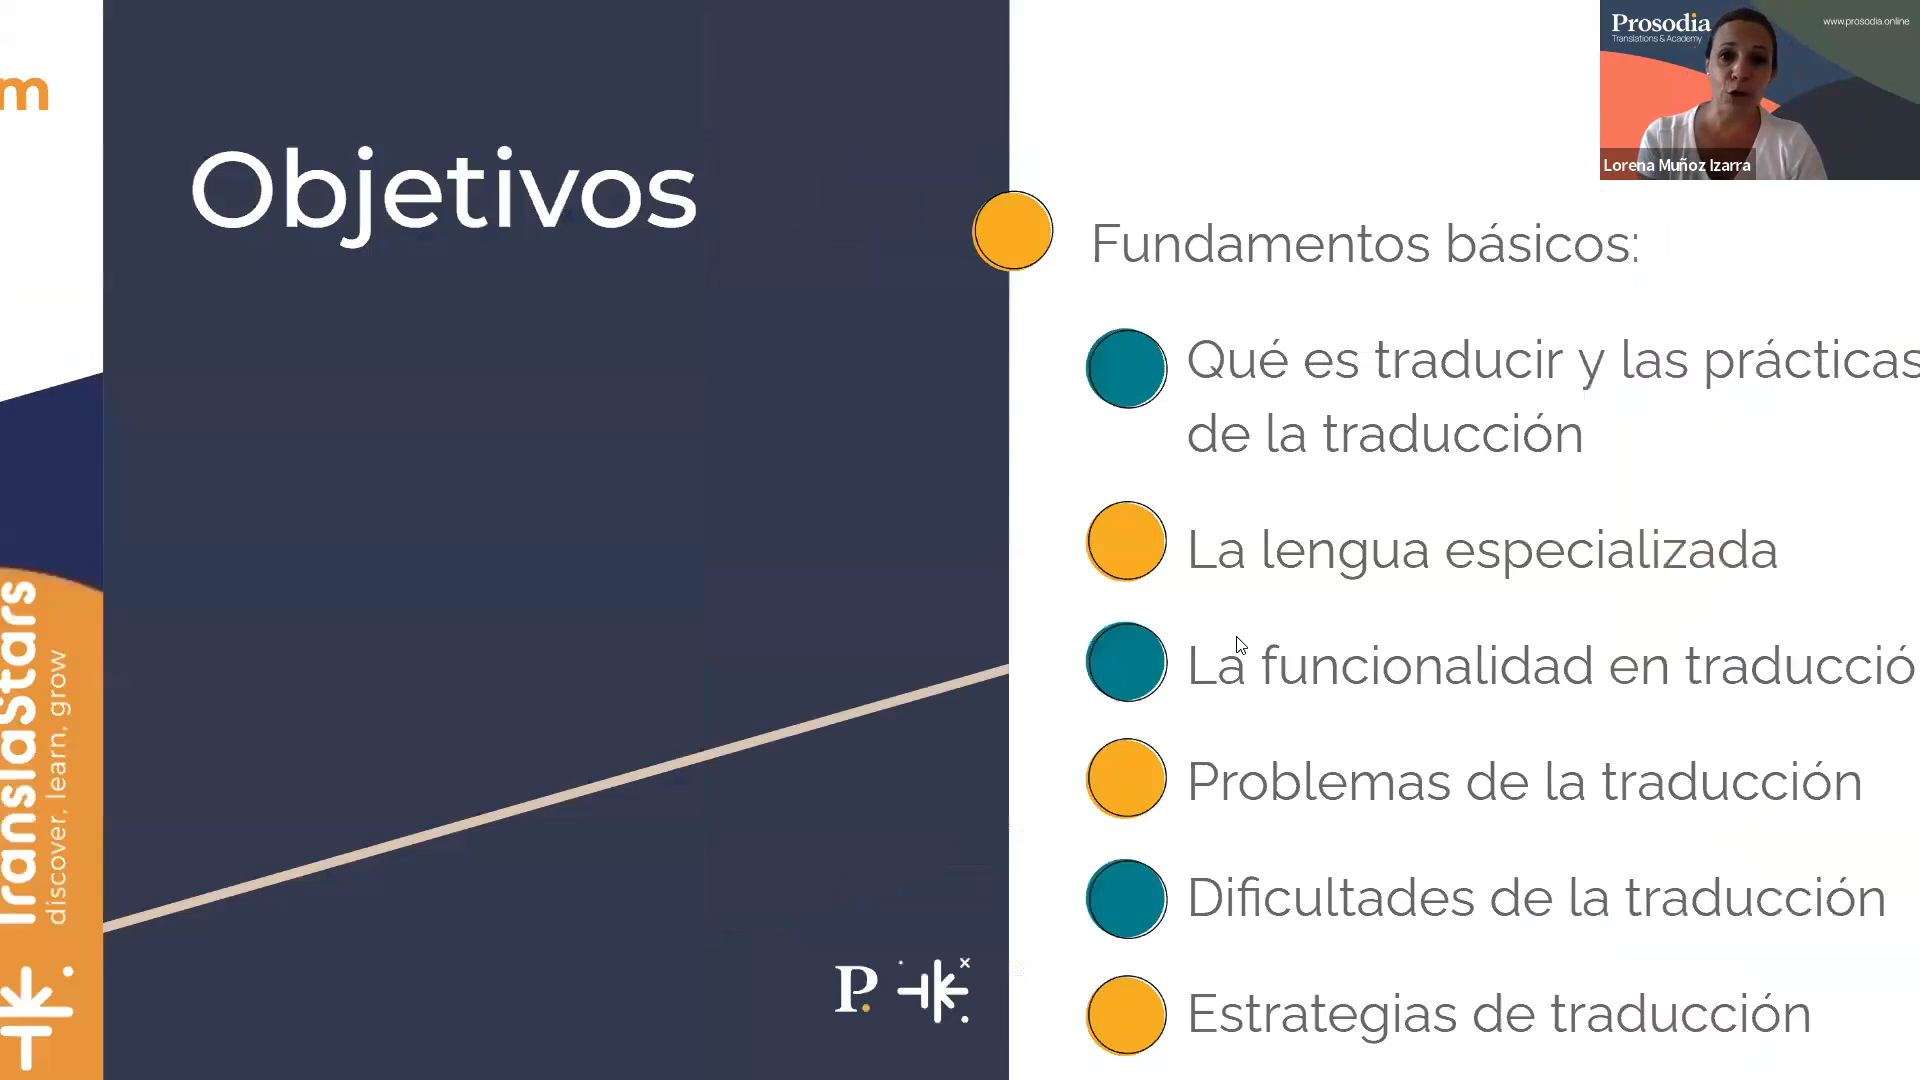 m
Objetivos
Prosodia
Translations & Academy
www.prosodia.online
Lorena Muñoz Izarra
Fundamentos básicos:
Qué es traducir y las prácticas
de la traducción
La lengua especializada
La funcionalidad en traducció
Problemas de la traducción
Dificultades de la traducción
Estrategias de traducción
Translastars
discover, learn, grow
P.